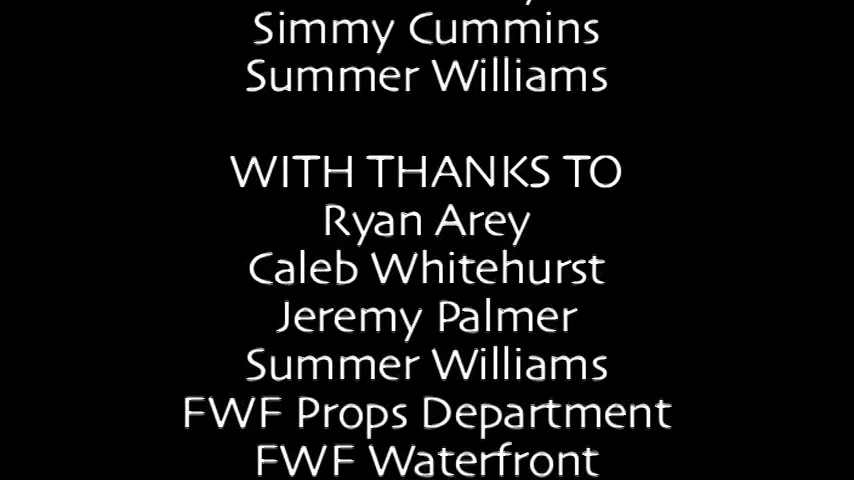 Simmy Cummins
Summer Williams
WITH THANKS TO
Ryan Arey
Caleb Whitehurst
Jeremy Palmer
Summer Williams
FWF Props Department
FWF Waterfront